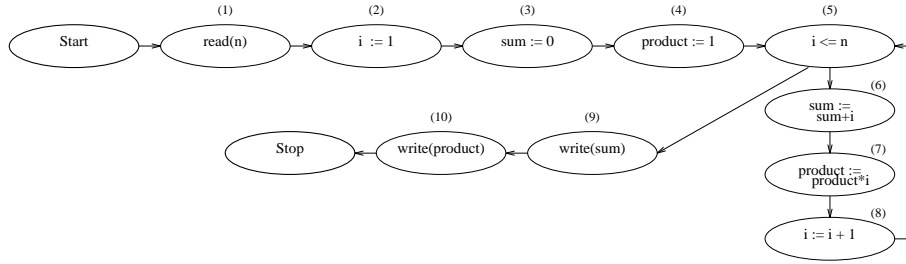 (1) (2) (3) (4) (5)
Start read(n) i := 1 sum := 0 product := 1 i <= n
(6)
sum :=
sum+i
(10) (9)
Stop write(product) write(sum)
(7)
product :=
product*i
(8)
i := i + 1